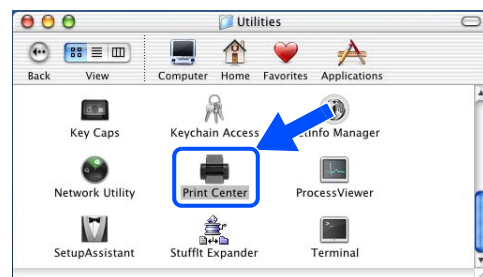 Utilities
Back View Computer Home Favorites Applications
Key Caps Keychain Access Manager
Network Utility Print Center ProcessViewer
SetupAssistant StuffIt Expander Terminal